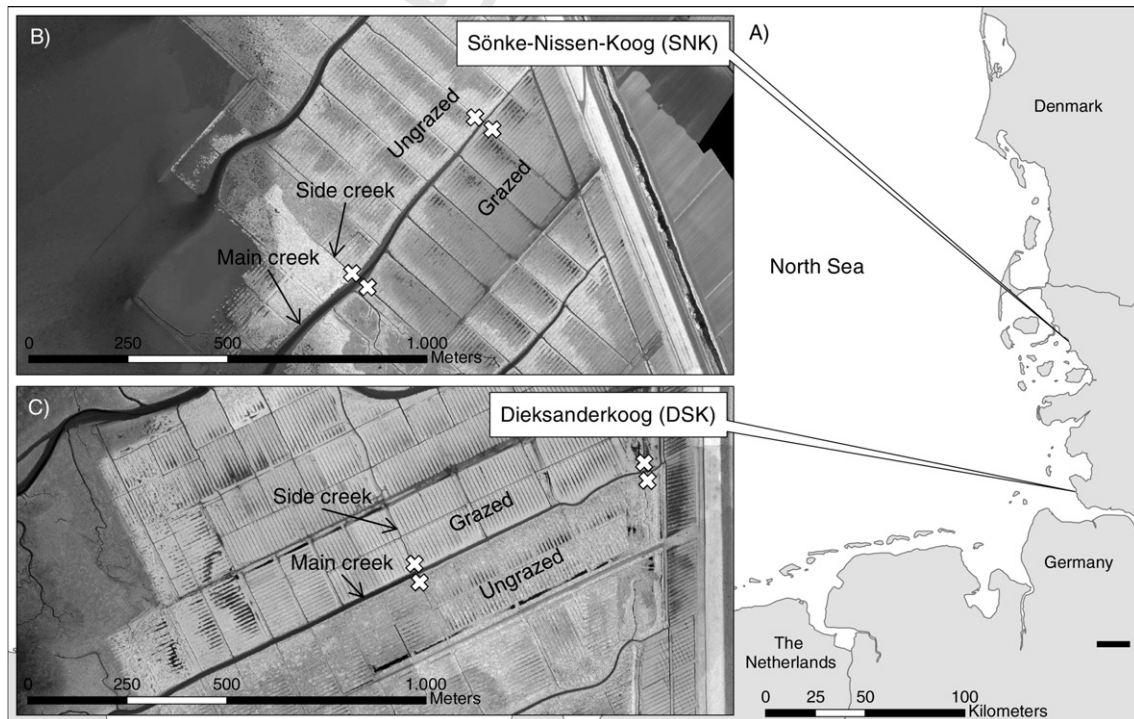 B)
Sönke-Nissen-Koog (SNK)
A)
Denmark
Ungrazed
Grazed
Side creek
Main creek
North Sea
0 250 500 1.000
Meters
C)
Dieksanderkoog (DSK)
Side creek
Grazed
Main creek
Ungrazed
Germany
The
Netherlands
0 250 500 1.000
Meters
0 25 50 100
Kilometers